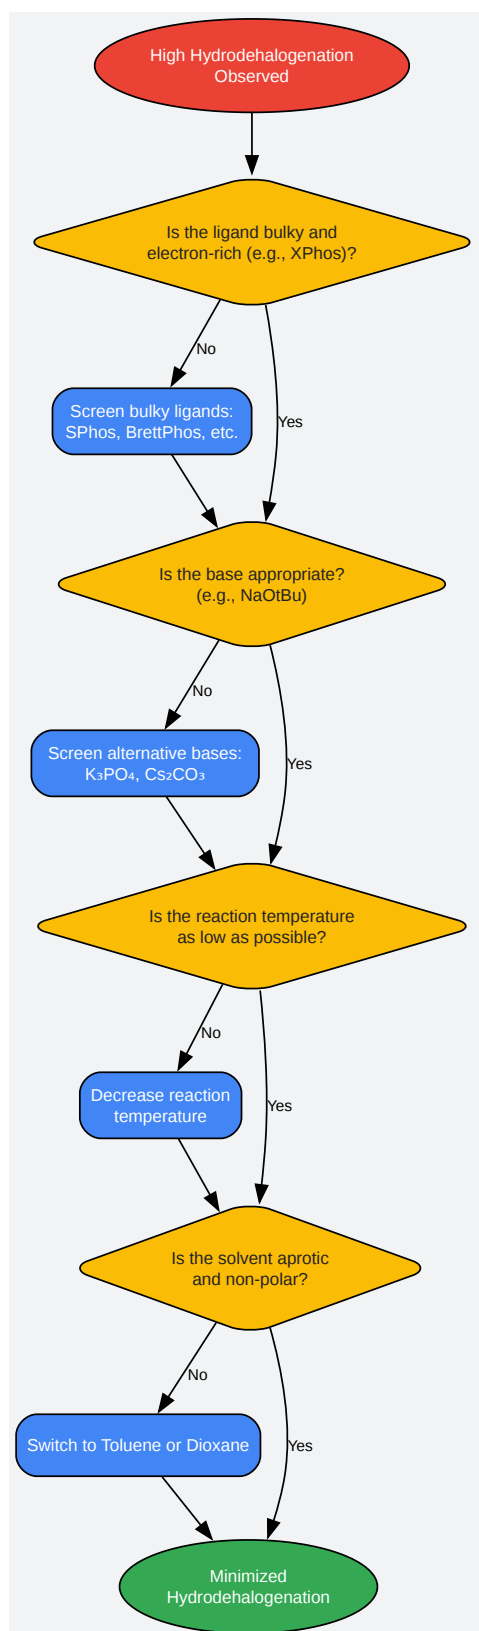 High Hydrodehalogenation
Observed
Is the ligand bulky and
electron-rich (e.g., XPhos)?
No
Screen bulky ligands:
SPhos, BrettPhos, etc.
Yes
Is the base appropriate?
(e.g., NaOtBu)
No
Screen alternative bases:
K₃PO₄, Cs₂CO₃
Yes
Is the reaction temperature
as low as possible?
No
Decrease reaction
temperature
Yes
Is the solvent aprotic
and non-polar?
No
Switch to Toluene or Dioxane
Yes
Minimized
Hydrodehalogenation